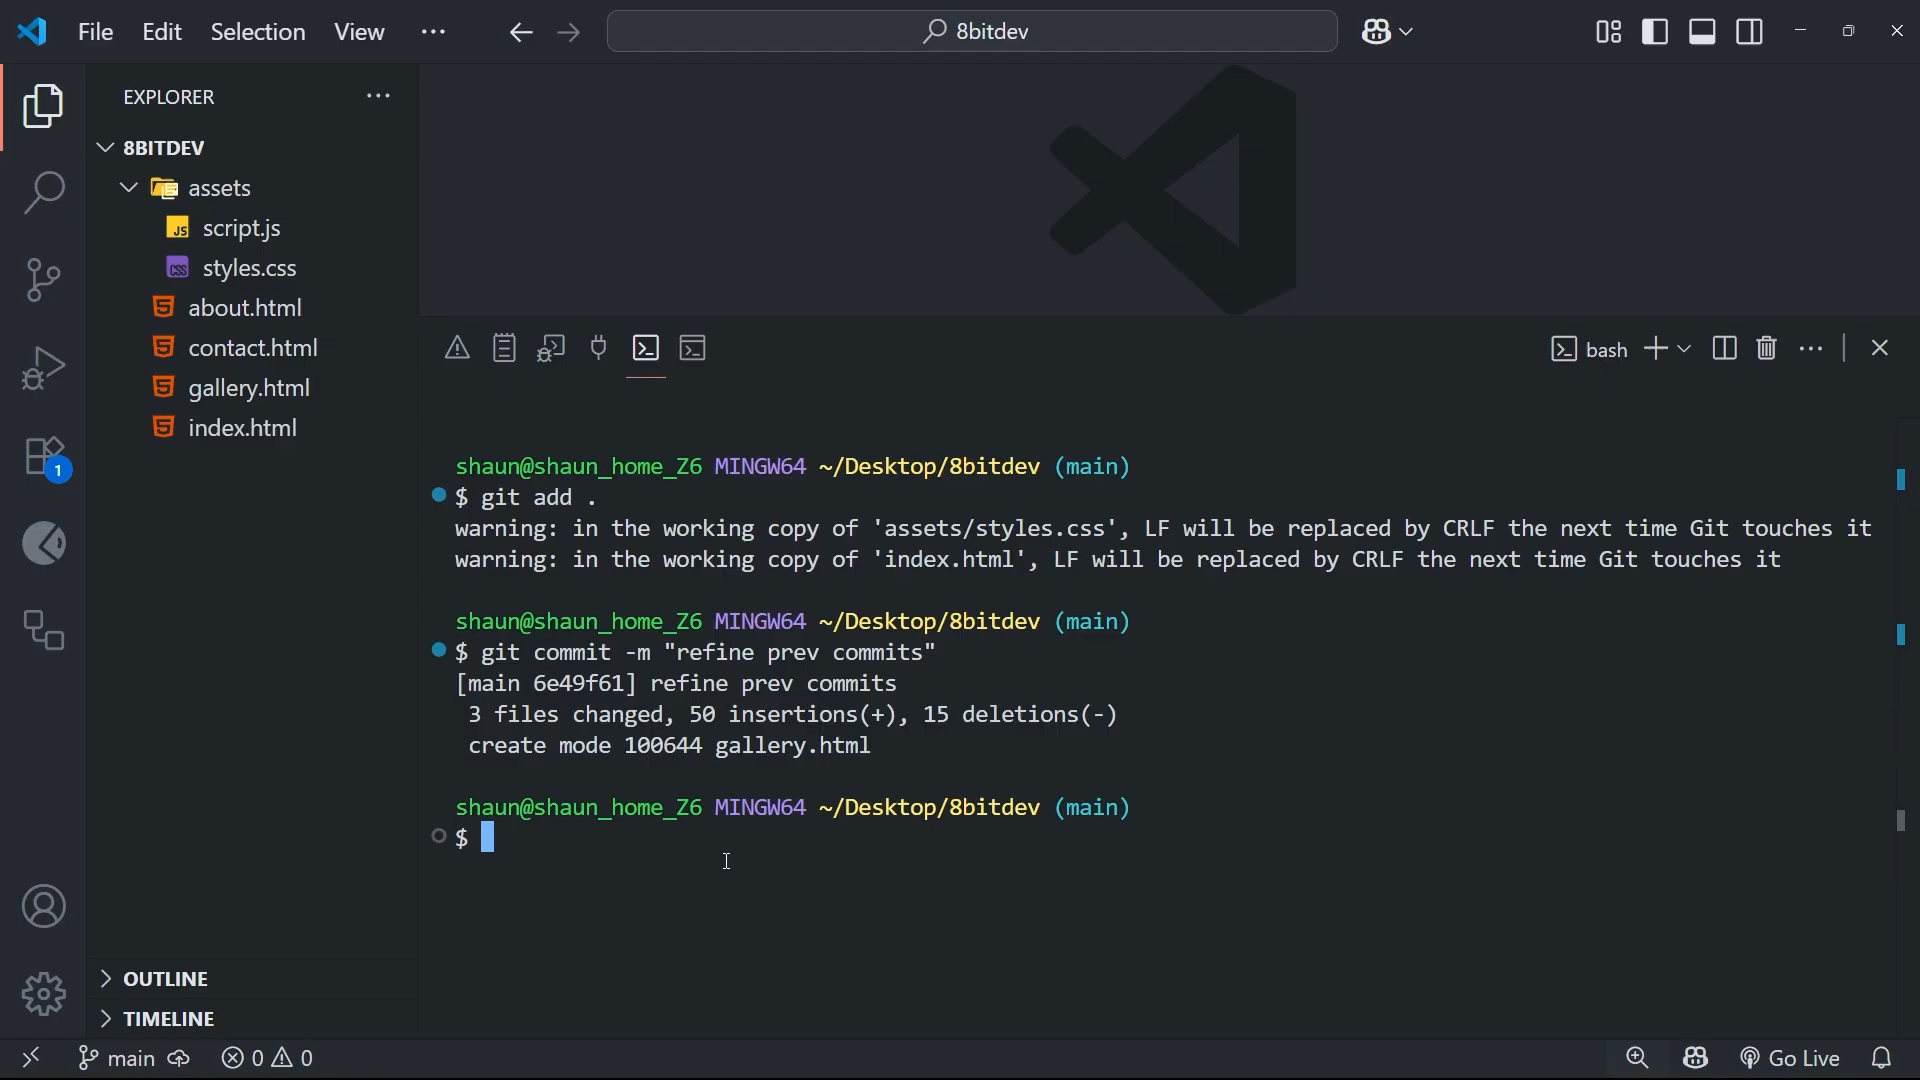 File Edit Selection View
8bitdev
EXPLORER
8BITDEV
assets
JS script.js
CSS styles.css
about.html
contact.html
gallery.html
index.html
1
OUTLINE
TIMELINE
bash
shaun@shaun_home_Z6 MINGW64 ~/Desktop/8bitdev (main)
$ git add .
warning: in the working copy of 'assets/styles.css', LF will be replaced by CRLF the next time Git touches it
warning: in the working copy of 'index.html', LF will be replaced by CRLF the next time Git touches it
shaun@shaun_home_Z6 MINGW64 ~/Desktop/8bitdev (main)
$ git commit -m "refine prev commits"
[main 6e49f61] refine prev commits
3 files changed, 50 insertions(+), 15 deletions(-)
create mode 100644 gallery.html
shaun@shaun_home_Z6 MINGW64 ~/Desktop/8bitdev (main)
$
main 0 0 Go Live